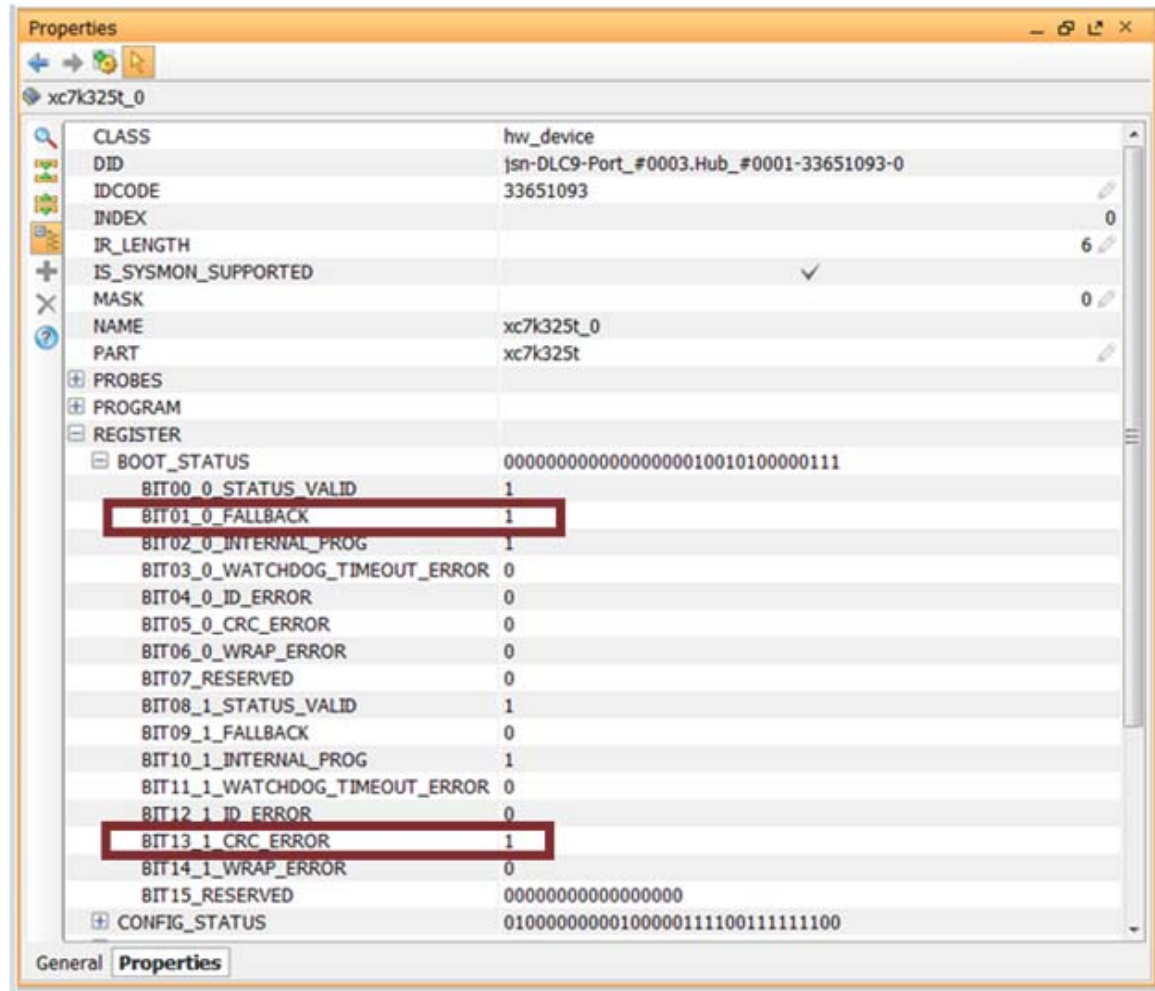 Properties
xc7k325t_0
CLASS hw_device
DID jsn-DLC9-Port_#0003.Hub_#0001-33651093-0
IDCODE 33651093
INDEX 0
IR_LENGTH 6
IS_SYSMON_SUPPORTED
MASK 0
NAME xc7k325t_0
PART xc7k325t
PROBES
PROGRAM
REGISTER
BOOT_STATUS 00000000000000000010010100000111
BIT00_0_STATUS_VALID 1
BIT01_0_FALLBACK 1
BIT02_0_INTERNAL_PROG 1
BIT03_0_WATCHDOG_TIMEOUT_ERROR 0
BIT04_0_ID_ERROR 0
BIT05_0_CRC_ERROR 0
BIT06_0_WRAP_ERROR 0
BIT07_RESERVED 0
BIT08_1_STATUS_VALID 1
BIT09_1_FALLBACK 0
BIT10_1_INTERNAL_PROG 1
BIT11_1_WATCHDOG_TIMEOUT_ERROR 0
BIT12_1_ID_ERROR 0
BIT13_1_CRC_ERROR 1
BIT14_1_WRAP_ERROR 0
BIT15_RESERVED 00000000000000000
CONFIG_STATUS 01000000000100000111100111111100
General Properties